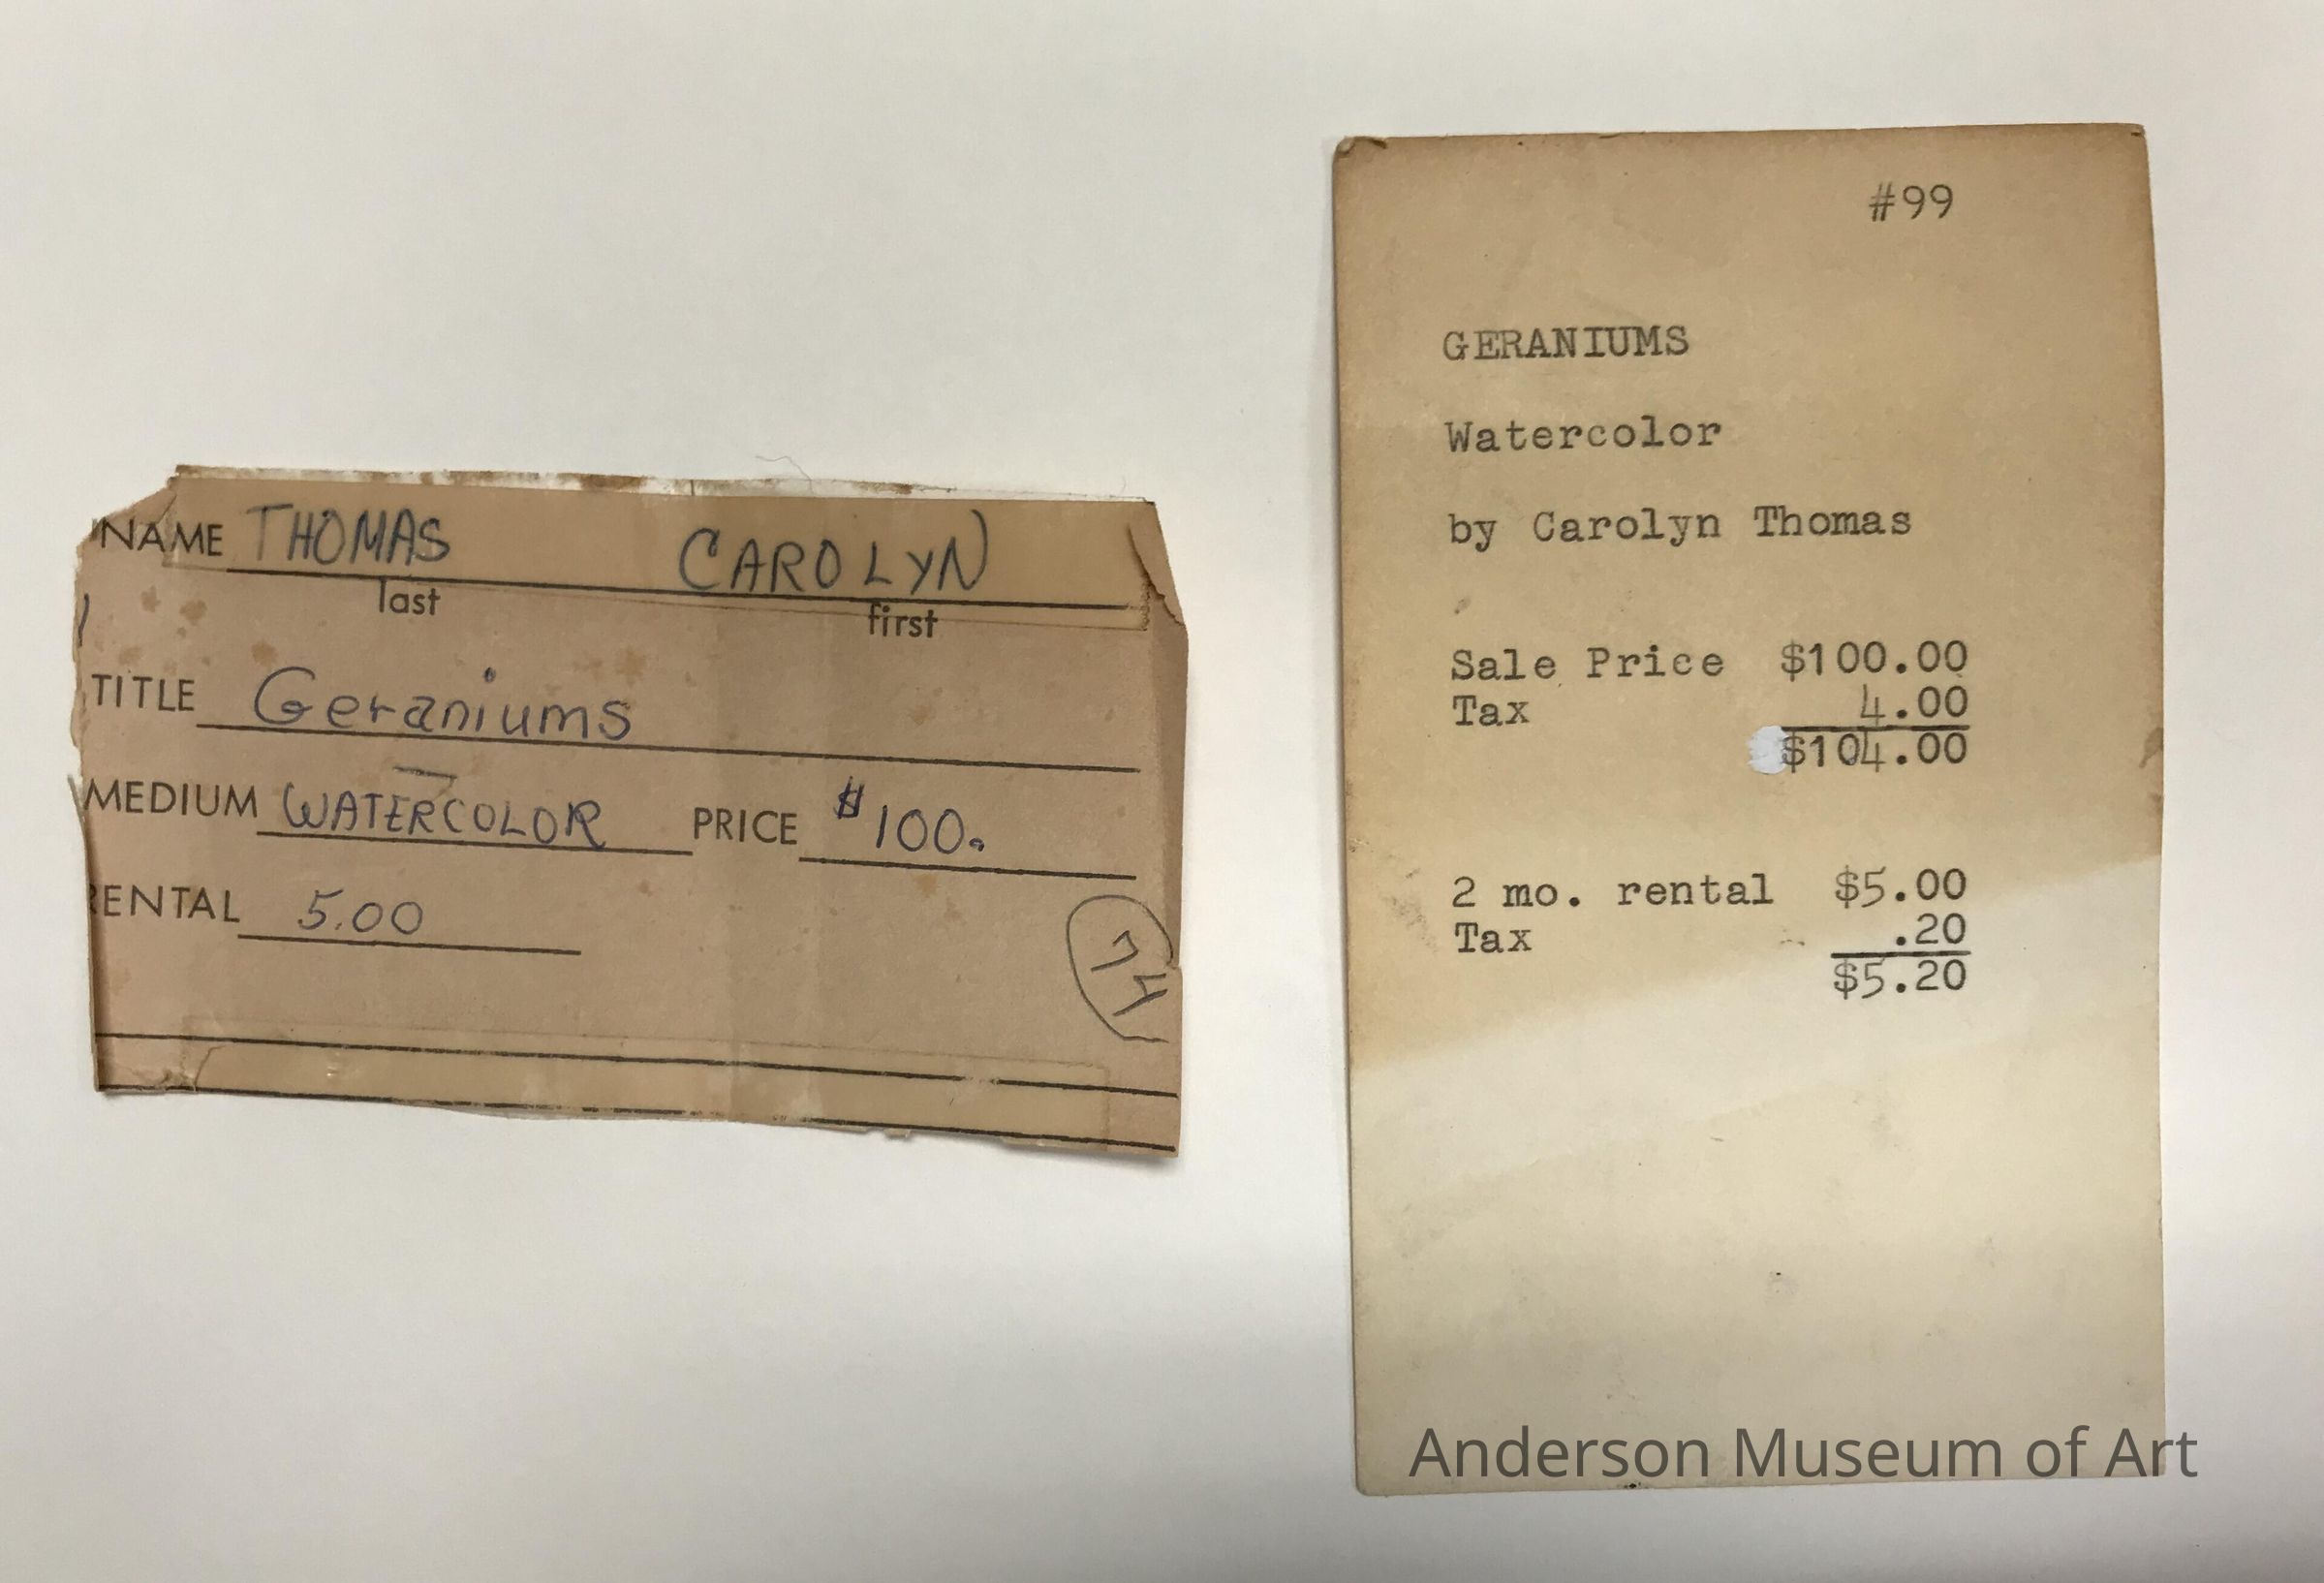 NAME THOMAS CAROLYN
last first
TITLE Geraniums
MEDIUM WATERCOLOR PRICE $100.
RENTAL 5.00
74
#99
GERANIUMS
Watercolor
by Carolyn Thomas
Sale Price $100.00
Tax 4.00
$104.00
2 mo. rental $5.00
Tax .20
$5.20
Anderson Museum of Art